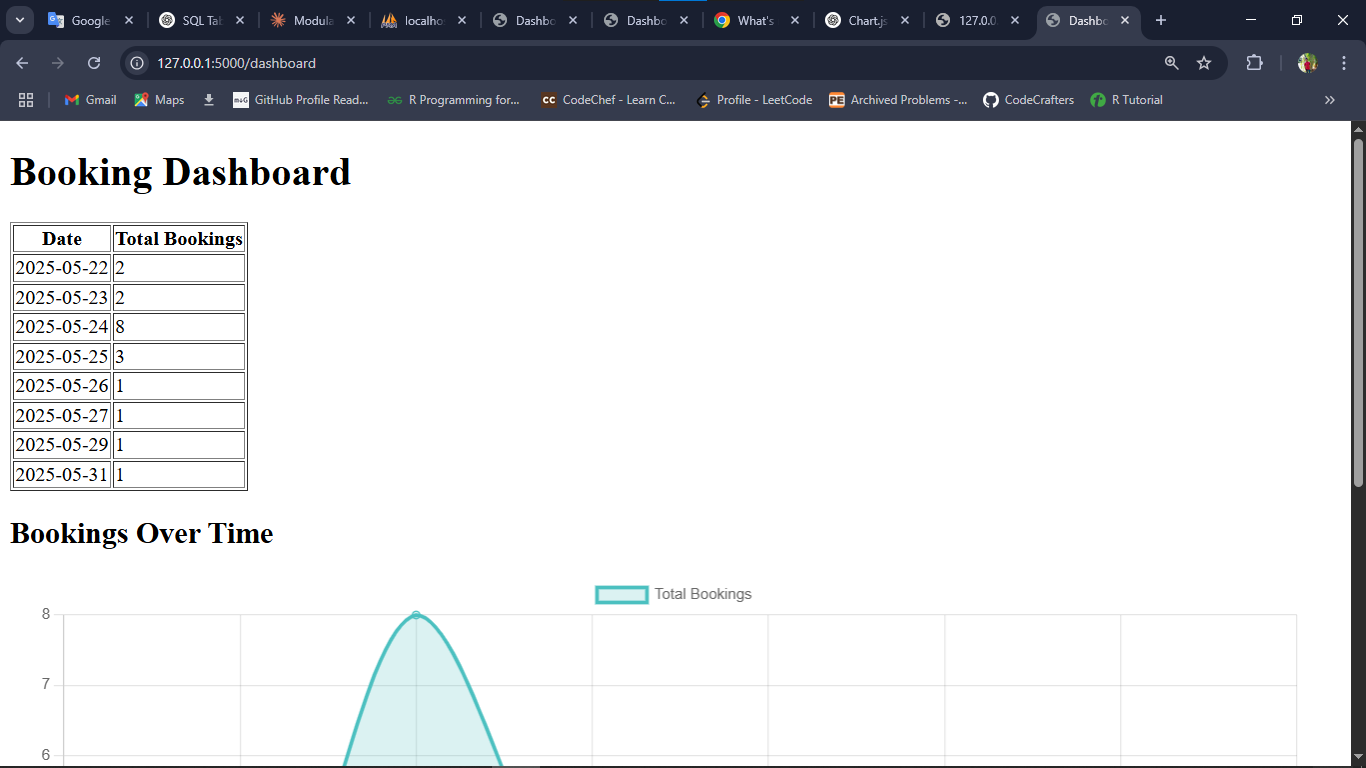 Google
SQL Tab
Modula
localho
Dashbo
Dashbo
What's
Chart.js
127.0.0.
Dashbo
127.0.0.1:5000/dashboard
Gmail
Maps
GitHub Profile Read...
R Programming for...
CodeChef - Learn C...
Profile - LeetCode
Archived Problems -...
CodeCrafters
R Tutorial
Booking Dashboard
Date Total Bookings
2025-05-22 2
2025-05-23 2
2025-05-24 8
2025-05-25 3
2025-05-26 1
2025-05-27 1
2025-05-29 1
2025-05-31 1
Bookings Over Time
Total Bookings
8
7
6